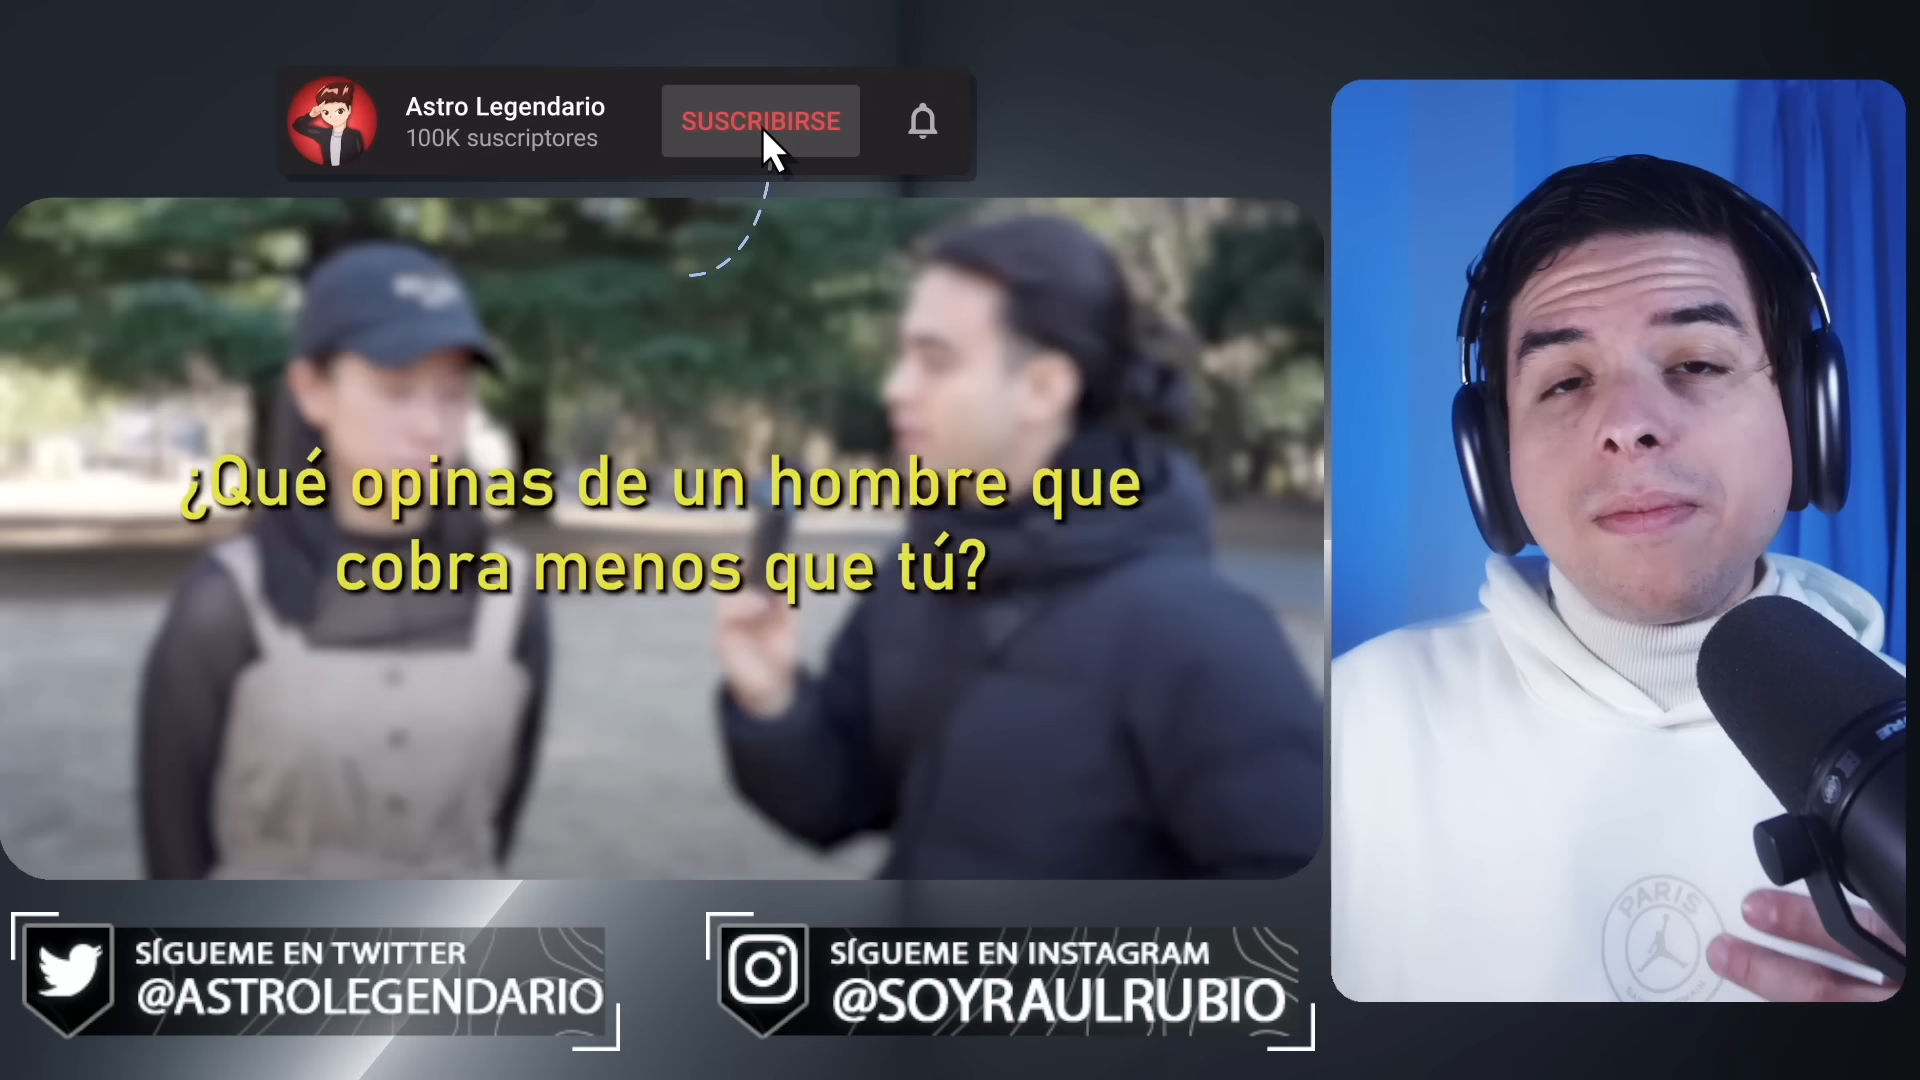 Astro Legendario
100K suscriptores
SUSCRIBIRSE
¿Qué opinas de un hombre que
cobra menos que tú?
SÍGUEME EN TWITTER
@ASTROLEGENDARIO
SÍGUEME EN INSTAGRAM
@SOYRAULRUBIO
PARIS